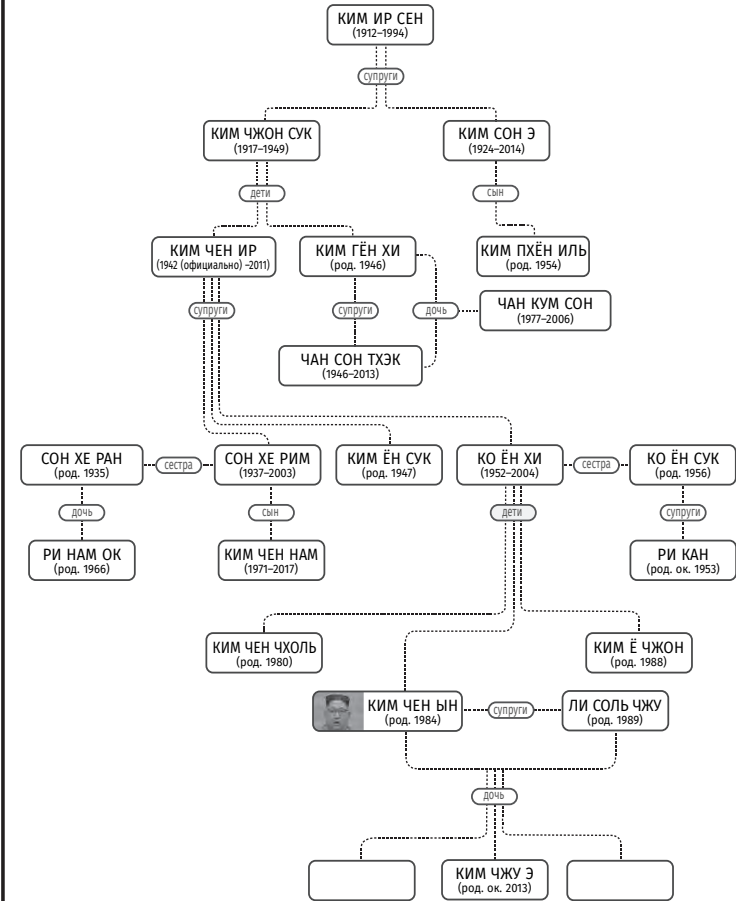 КИМ ИР СЕН
(1912–1994)
супруги
КИМ ЧЖОН СУК
(1917–1949)
КИМ СОН Э
(1924–2014)
дети
сын
КИМ ЧЕН ИР
(1942 (официально) –2011)
КИМ ГЁН ХИ
(род. 1946)
КИМ ПХЁН ИЛЬ
(род. 1954)
супруги
супруги
дочь
ЧАН КУМ СОН
(1977–2006)
ЧАН СОН ТХЭК
(1946–2013)
СОН ХЕ РАН
(род. 1935)
сестра
СОН ХЕ РИМ
(1937–2003)
КИМ ЁН СУК
(род. 1947)
КО ЁН ХИ
(1952–2004)
сестра
КО ЁН СУК
(род. 1956)
дочь
сын
дети
супруги
РИ НАМ ОК
(род. 1966)
КИМ ЧЕН НАМ
(1971–2017)
РИ КАН
(род. ок. 1953)
КИМ ЧЕН ЧХОЛЬ
(род. 1980)
КИМ Ё ЧЖОН
(род. 1988)
КИМ ЧЕН ЫН
(род. 1984)
супруги
ЛИ СОЛЬ ЧЖУ
(род. 1989)
дочь
КИМ ЧЖУ Э
(род. ок. 2013)